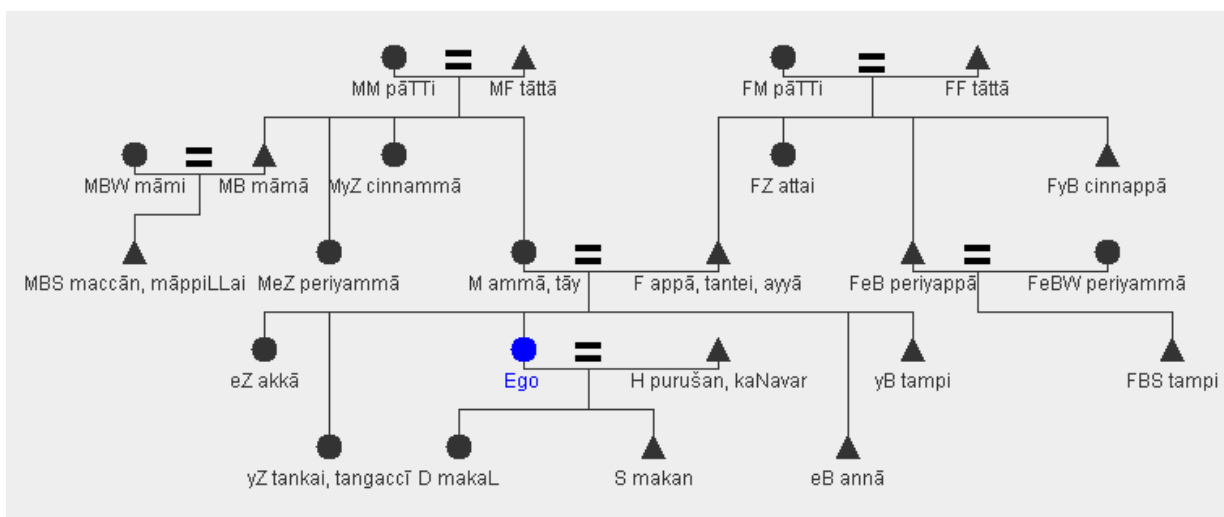 MM pāTTi
MF tāttā
FM pāTTi
FF tāttā
MBW māmi
MB māmā
MyZ cinnammā
FZ attai
FyB cinnappā
MBS maccān, māppiLLai
MeZ periyammā
M ammā, tāy
F appā, tantei, ayyā
FeB periyappā
FeBW periyammā
eZ akkā
Ego
H purušan, kaNavar
yB tampi
FBS tampi
yZ tankai, tangaccī
D makaL
S makan
eB annā